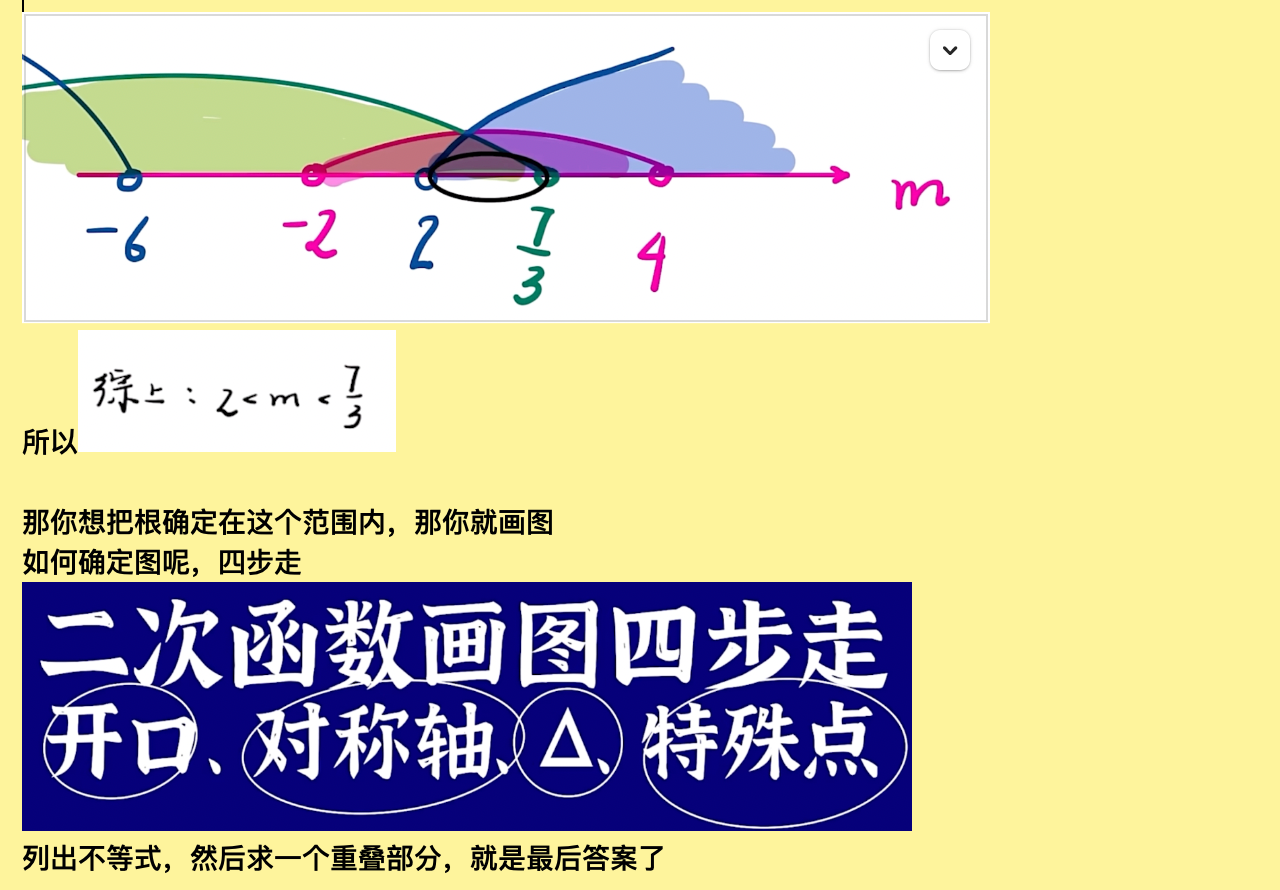 m
-6 -2 2 7/3 4
综上：2<m<7/3
所以
那你想把根确定在这个范围内，那你就画图
如何确定图呢，四步走
二次函数画图四步走
开口、对称轴、Δ、特殊点
列出不等式，然后求一个重叠部分，就是最后答案了